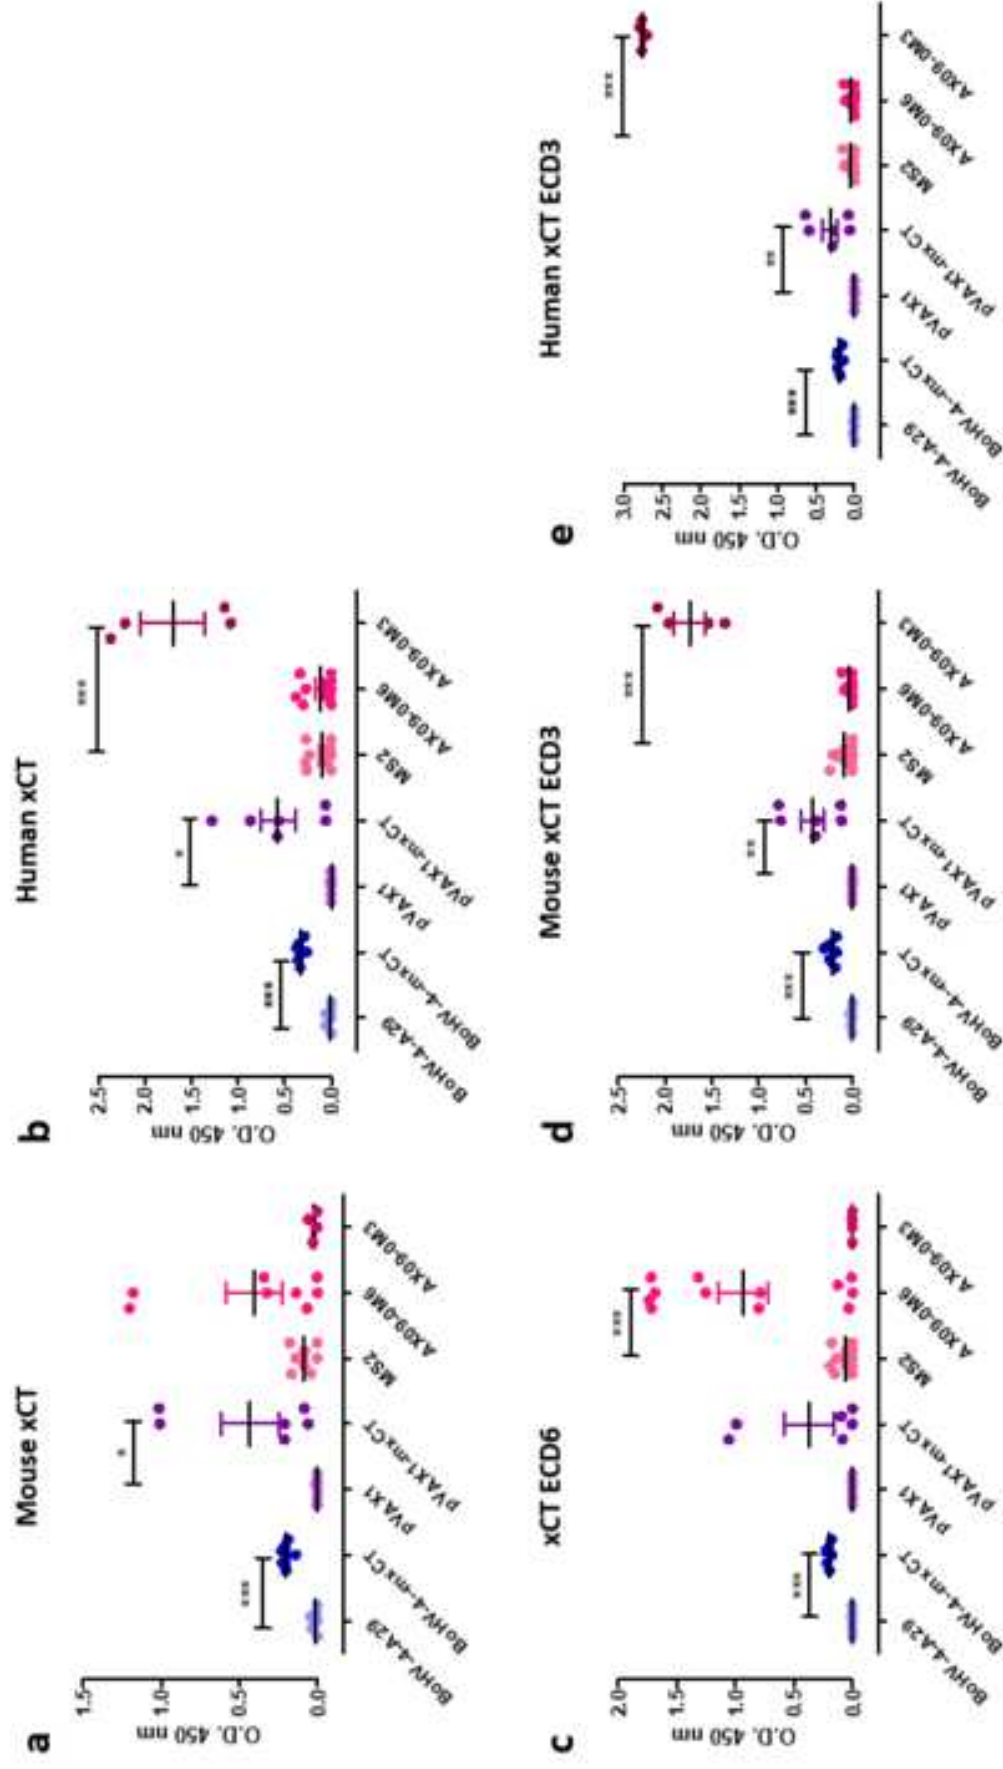 a
Mouse xCT
O.D. 450 nm
1.5
1.0
0.5
0.0
***
*
BoHV-4-A29
BoHV-4-mxCT
pVAX1
pVAX1-mxCT
MS2
AX09-0M6
AX09-0M3
b
Human xCT
O.D. 450 nm
2.5
2.0
1.5
1.0
0.5
0.0
***
*
***
BoHV-4-A29
BoHV-4-mxCT
pVAX1
pVAX1-mxCT
MS2
AX09-0M6
AX09-0M3
c
xCT ECD6
O.D. 450 nm
2.0
1.5
1.0
0.5
0.0
***
***
BoHV-4-A29
BoHV-4-mxCT
pVAX1
pVAX1-mxCT
MS2
AX09-0M6
AX09-0M3
d
Mouse xCT ECD3
O.D. 450 nm
2.5
2.0
1.5
1.0
0.5
0.0
***
**
***
BoHV-4-A29
BoHV-4-mxCT
pVAX1
pVAX1-mxCT
MS2
AX09-0M6
AX09-0M3
e
Human xCT ECD3
O.D. 450 nm
3.0
2.5
2.0
1.5
1.0
0.5
0.0
***
**
***
BoHV-4-A29
BoHV-4-mxCT
pVAX1
pVAX1-mxCT
MS2
AX09-0M6
AX09-0M3